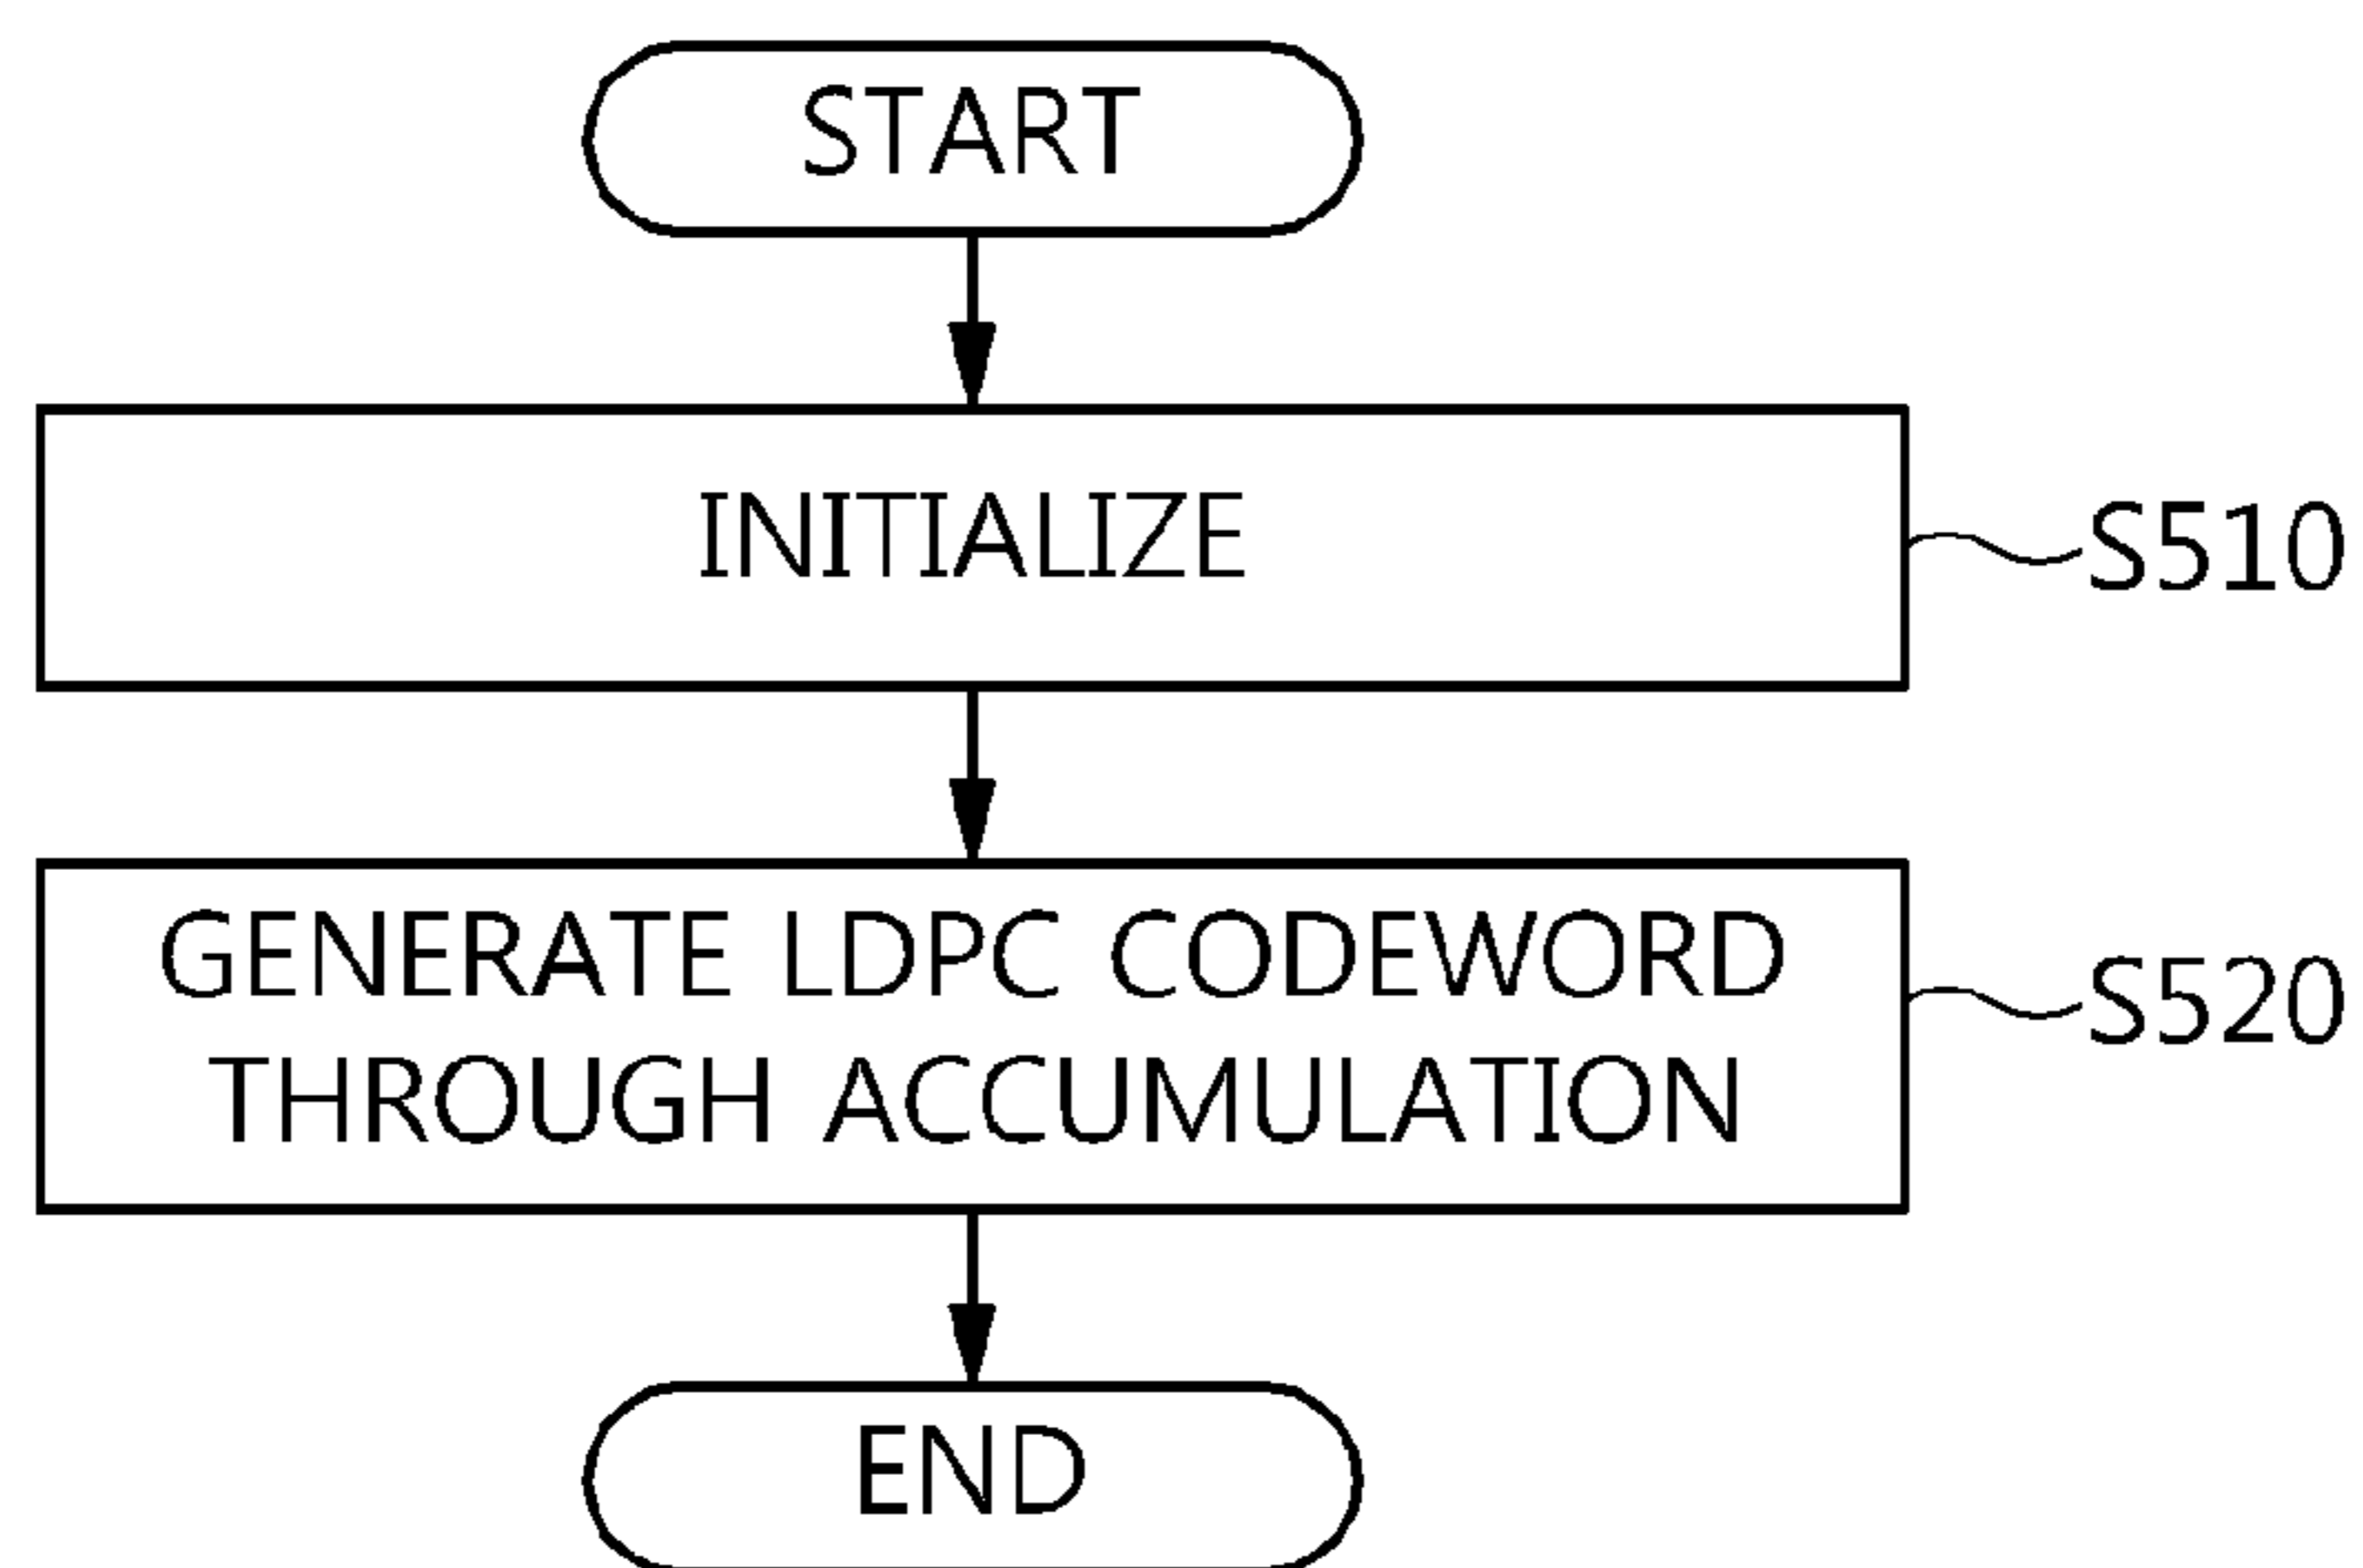 START
INITIALIZE
S510
GENERATE LDPC CODEWORD
THROUGH ACCUMULATION
S520
END